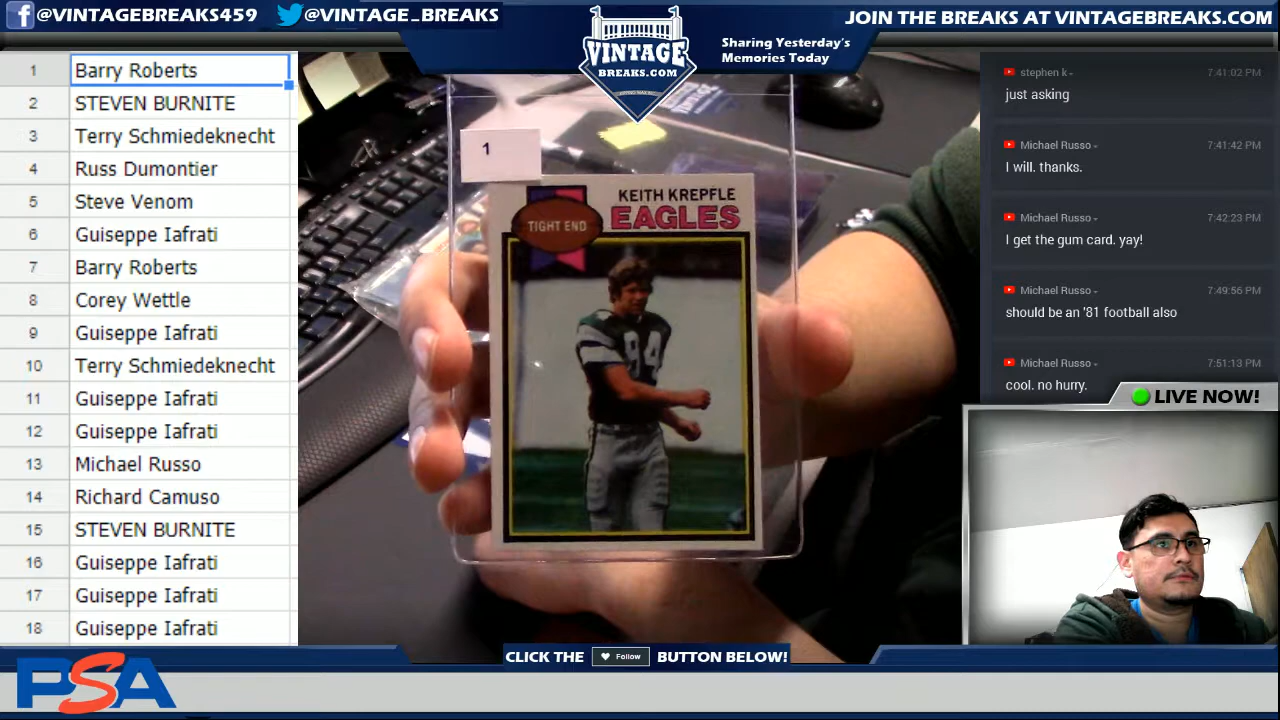 @VINTAGEBREAKS459
@VINTAGE_BREAKS
VINTAGE
BREAKS.COM
Sharing Yesterday's
Memories Today
JOIN THE BREAKS AT VINTAGEBREAKS.COM
1 Barry Roberts
2 STEVEN BURNITE
3 Terry Schmiedeknecht
4 Russ Dumontier
5 Steve Venom
6 Guiseppe Iafrati
7 Barry Roberts
8 Corey Wettle
9 Guiseppe Iafrati
10 Terry Schmiedeknecht
11 Guiseppe Iafrati
12 Guiseppe Iafrati
13 Michael Russo
14 Richard Camuso
15 STEVEN BURNITE
16 Guiseppe Iafrati
17 Guiseppe Iafrati
18 Guiseppe Iafrati
1
KEITH KREPFLE
EAGLES
TIGHT END
84
stephen k 7:41:02 PM
just asking
Michael Russo 7:41:42 PM
I will. thanks.
Michael Russo 7:42:23 PM
I get the gum card. yay!
Michael Russo 7:49:56 PM
should be an '81 football also
Michael Russo 7:51:13 PM
cool. no hurry.
LIVE NOW!
CLICK THE Follow BUTTON BELOW!
PSA